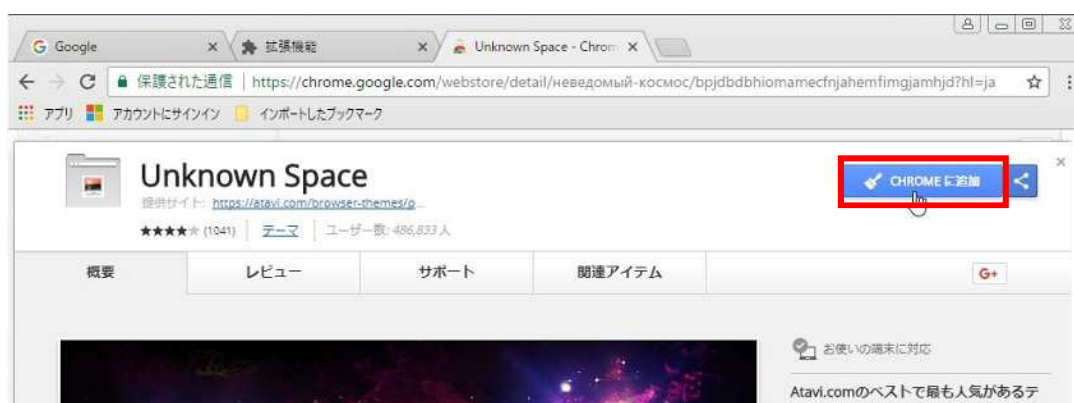 Google
拡張機能
Unknown Space - Chrom
保護された通信 | https://chrome.google.com/webstore/detail/неведомый-космос/bpjdbdbhiomamecfnjahemfimgjamhjd?hl=ja
アプリ アカウントにサインイン インポートしたブックマーク
Unknown Space
CHROME に追加
提供サイト: https://atavi.com/browser-themes/p...
(1041) テーマ ユーザー数: 486,833 人
概要 レビュー サポート 関連アイテム G+
お使いの端末に対応
Atavi.comのベストで最も人気があるテ